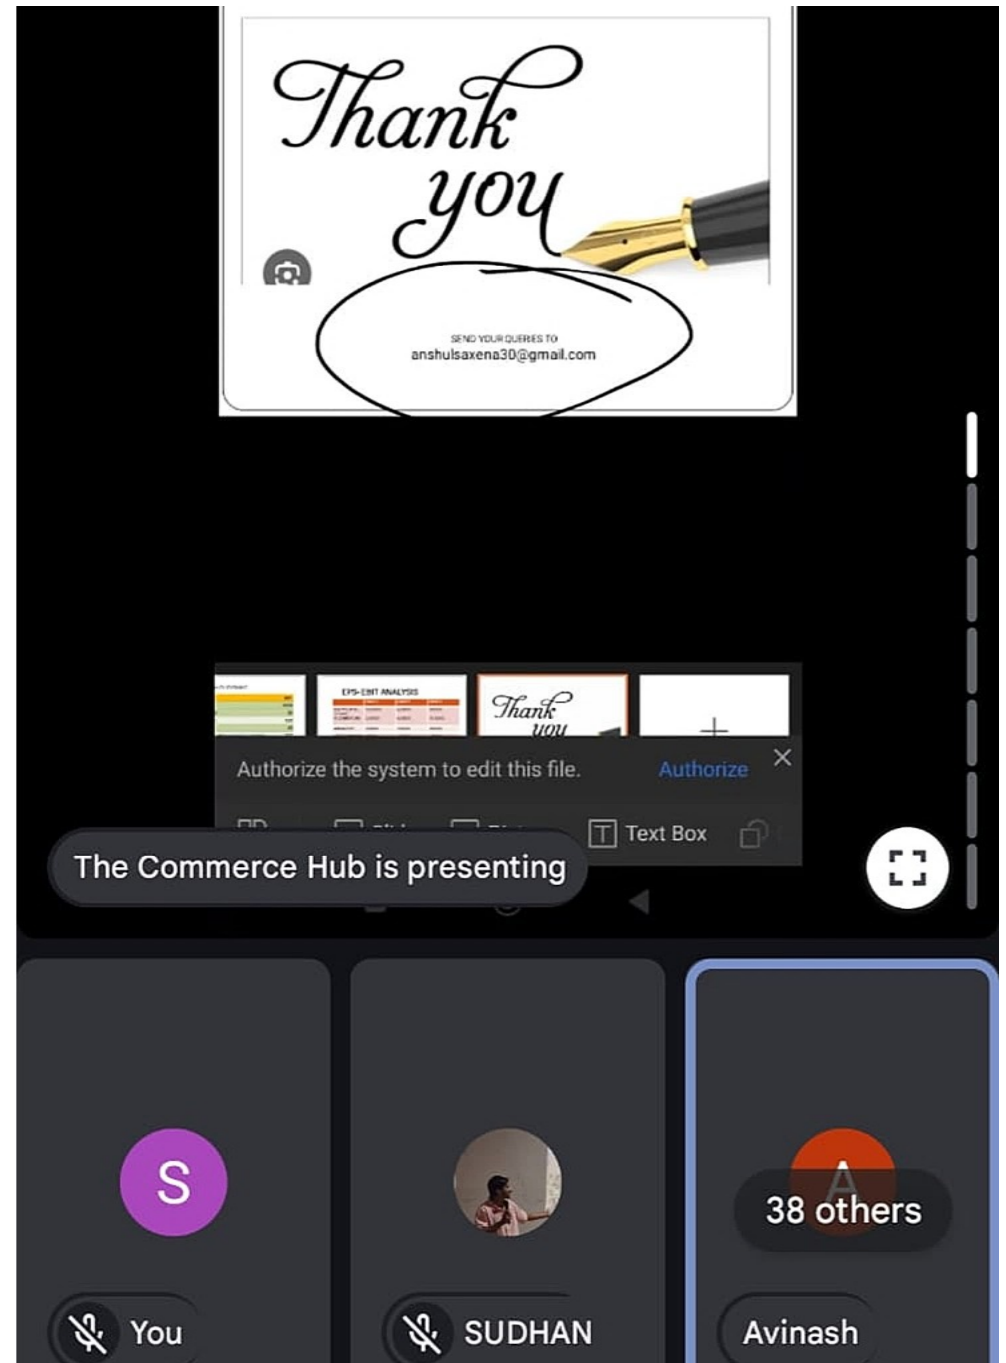 Thank
you
SEND YOUR QUERIES TO
anshulsaxena30@gmail.com
EPS-EBIT ANALYSIS
Thank
you
Authorize the system to edit this file.
Authorize
Text Box
The Commerce Hub is presenting
S
A
38 others
You
SUDHAN
Avinash